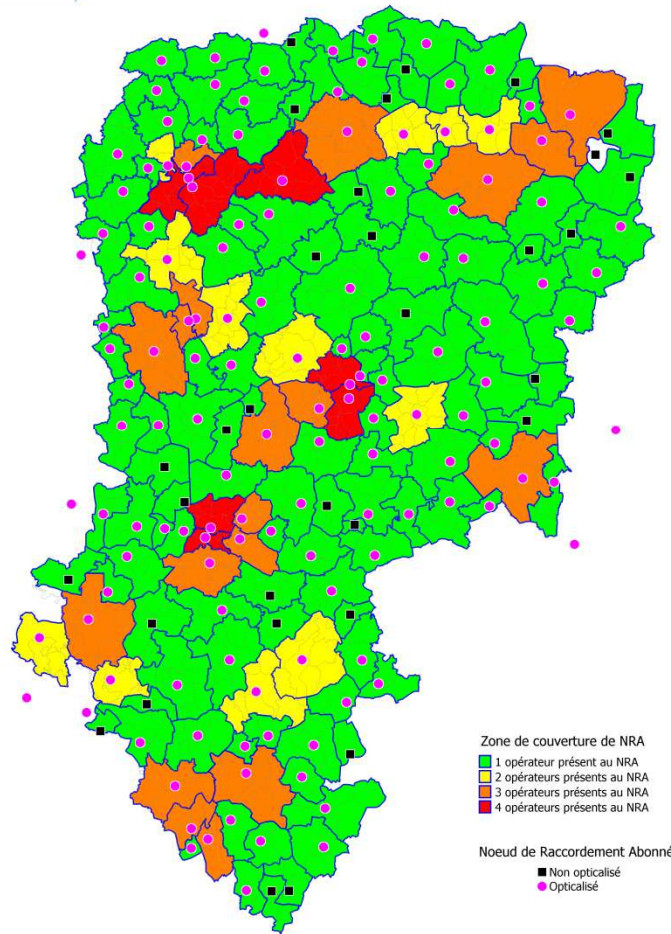 Zone de couverture de NRA
1 opérateur présent au NRA
2 opérateurs présents au NRA
3 opérateurs présents au NRA
4 opérateurs présents au NRA
Noeud de Raccordement Abonné
Non opticalisé
Opticalisé